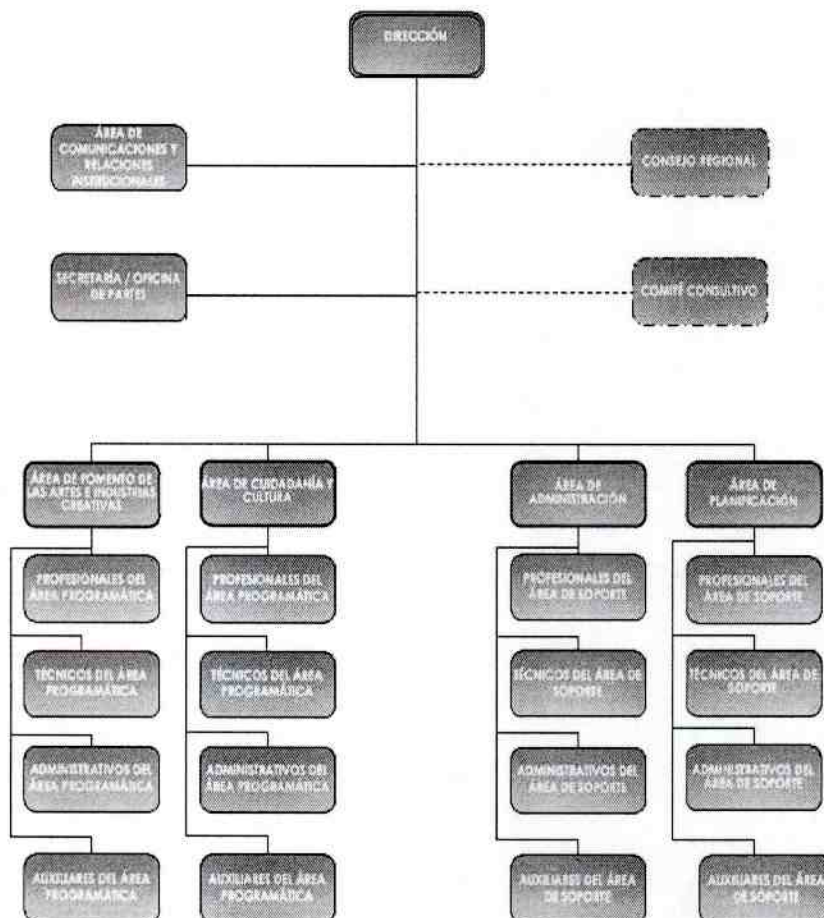 DIRECCIÓN
ÁREA DE
COMUNICACIONES Y
RELACIONES
INSTITUCIONALES
CONSEJO REGIONAL
SECRETARÍA / OFICINA
DE PARTES
COMITÉ CONSULTIVO
ÁREA DE FOMENTO DE
LAS ARTES E INDUSTRIAS
CREATIVAS
ÁREA DE CUIDADANÍA Y
CULTURA
ÁREA DE
ADMINISTRACIÓN
ÁREA DE
PLANIFICACIÓN
PROFESIONALES DEL
ÁREA PROGRAMÁTICA
PROFESIONALES DEL
ÁREA PROGRAMÁTICA
PROFESIONALES DEL
ÁREA DE SOPORTE
PROFESIONALES DEL
ÁREA DE SOPORTE
TÉCNICOS DEL ÁREA
PROGRAMÁTICA
TÉCNICOS DEL ÁREA
PROGRAMÁTICA
TÉCNICOS DEL ÁREA DE
SOPORTE
TÉCNICOS DEL ÁREA DE
SOPORTE
ADMINISTRATIVOS DEL
ÁREA PROGRAMÁTICA
ADMINISTRATIVOS DEL
ÁREA PROGRAMÁTICA
ADMINISTRATIVOS DEL
ÁREA DE SOPORTE
ADMINISTRATIVOS DEL
ÁREA DE SOPORTE
AUXILIARES DEL ÁREA
PROGRAMÁTICA
AUXILIARES DEL ÁREA
PROGRAMÁTICA
AUXILIARES DEL ÁREA
DE SOPORTE
AUXILIARES DEL ÁREA
DE SOPORTE